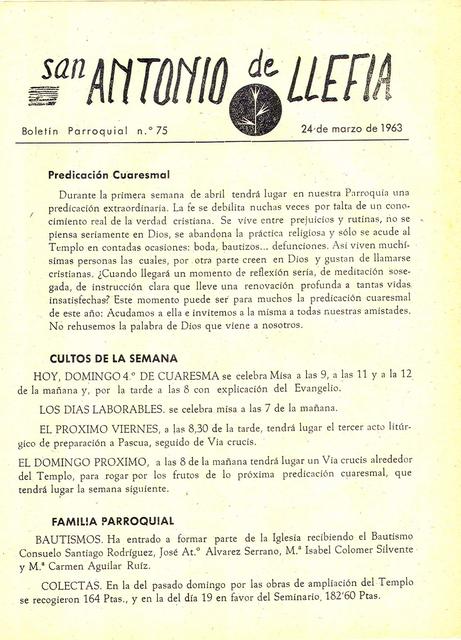 san ANTONIO de LLEFIA
Boletín Parroquial n.º 75
24 de marzo de 1963
Predicación Cuaresmal
Durante la primera semana de abril tendrá lugar en nuestra Parroquia una
predicación extraordinaria. La fe se debilita nuchas veces por talta de un cono-
cimiento real de la verdad cristiana. Se vive entre prejuicios y rutinas, no se
piensa seriamente en Dios, se abandona la práctica religiosa y sólo se acude al
Templo en contadas ocasiones: boda, bautizos... defunciones. Así viven muchí-
simas personas las cuales, por otra parte creen en Dios y gustan de llamarse
cristianas. ¿Cuando llegará un momento de reflexión sería, de meditación sose-
gada, de instrucción clara que lleve una renovación profunda a tantas vidas
insatisfechas? Este momento puede ser para muchos la predicación cuaresmal
de este año: Acudamos a ella e invitemos a la misma a todas nuestras amistades.
No rehusemos la palabra de Dios que viene a nosotros.
CULTOS DE LA SEMANA
HOY, DOMINGO 4.º DE CUARESMA se celebra Misa a las 9, a las 11 y a la 12
de la mañana y, por la tarde a las 8 con explicación del Evangelio.
LOS DIAS LABORABLES. se celebra misa a las 7 de la mañana.
EL PROXIMO VIERNES, a las 8,30 de la tarde, tendrá lugar el tercer acto litúr-
gico de preparación a Pascua, seguido de Vía crucis.
EL DOMINGO PROXIMO, a las 8 de la mañana tendrá lugar un Vía crucis alrededor
del Templo, para rogar por los frutos de lo próxima predicación cuaresmal, que
tendrá lugar la semana siguiente.
FAMILIA PARROQUIAL
BAUTISMOS. Ha entrado a formar parte de la Iglesia recibiendo el Bautismo
Consuelo Santiago Rodríguez, José At.º Alvarez Serrano, M.ª Isabel Colomer Silvente
y M.ª Carmen Aguilar Ruíz.
COLECTAS. En la del pasado domingo por las obras de ampliación del Templo
se recogieron 164 Ptas., y en la del día 19 en favor del Seminario, 182'60 Ptas.